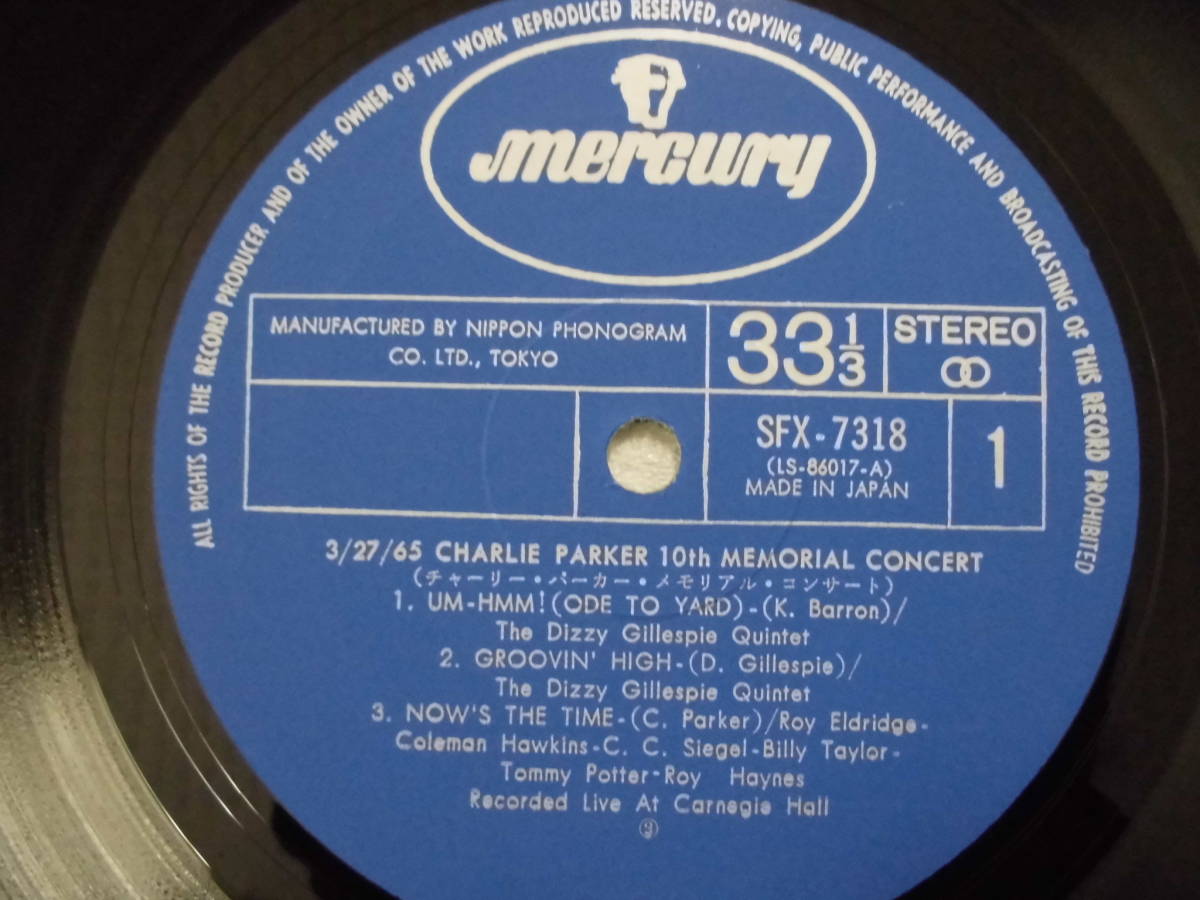 ALL RIGHTS OF THE RECORD PRODUCER AND OF THE OWNER OF THE WORK REPRODUCED RESERVED. COPYING, PUBLIC PERFORMANCE AND BROADCASTING OF THIS RECORD PROHIBITED
mercury
MANUFACTURED BY NIPPON PHONOGRAM
CO. LTD., TOKYO
33 1/3
STEREO
SFX-7318
(LS-86017-A)
MADE IN JAPAN
1
3/27/65 CHARLIE PARKER 10th MEMORIAL CONCERT
(チャーリー・パーカー・メモリアル・コンサート)
1. UM-HMM! (ODE TO YARD)-(K. Barron)/
The Dizzy Gillespie Quintet
2. GROOVIN' HIGH-(D. Gillespie)/
The Dizzy Gillespie Quintet
3. NOW'S THE TIME-(C. Parker)/Roy Eldridge-
Coleman Hawkins-C. C. Siegel-Billy Taylor-
Tommy Potter-Roy Haynes
Recorded Live At Carnegie Hall